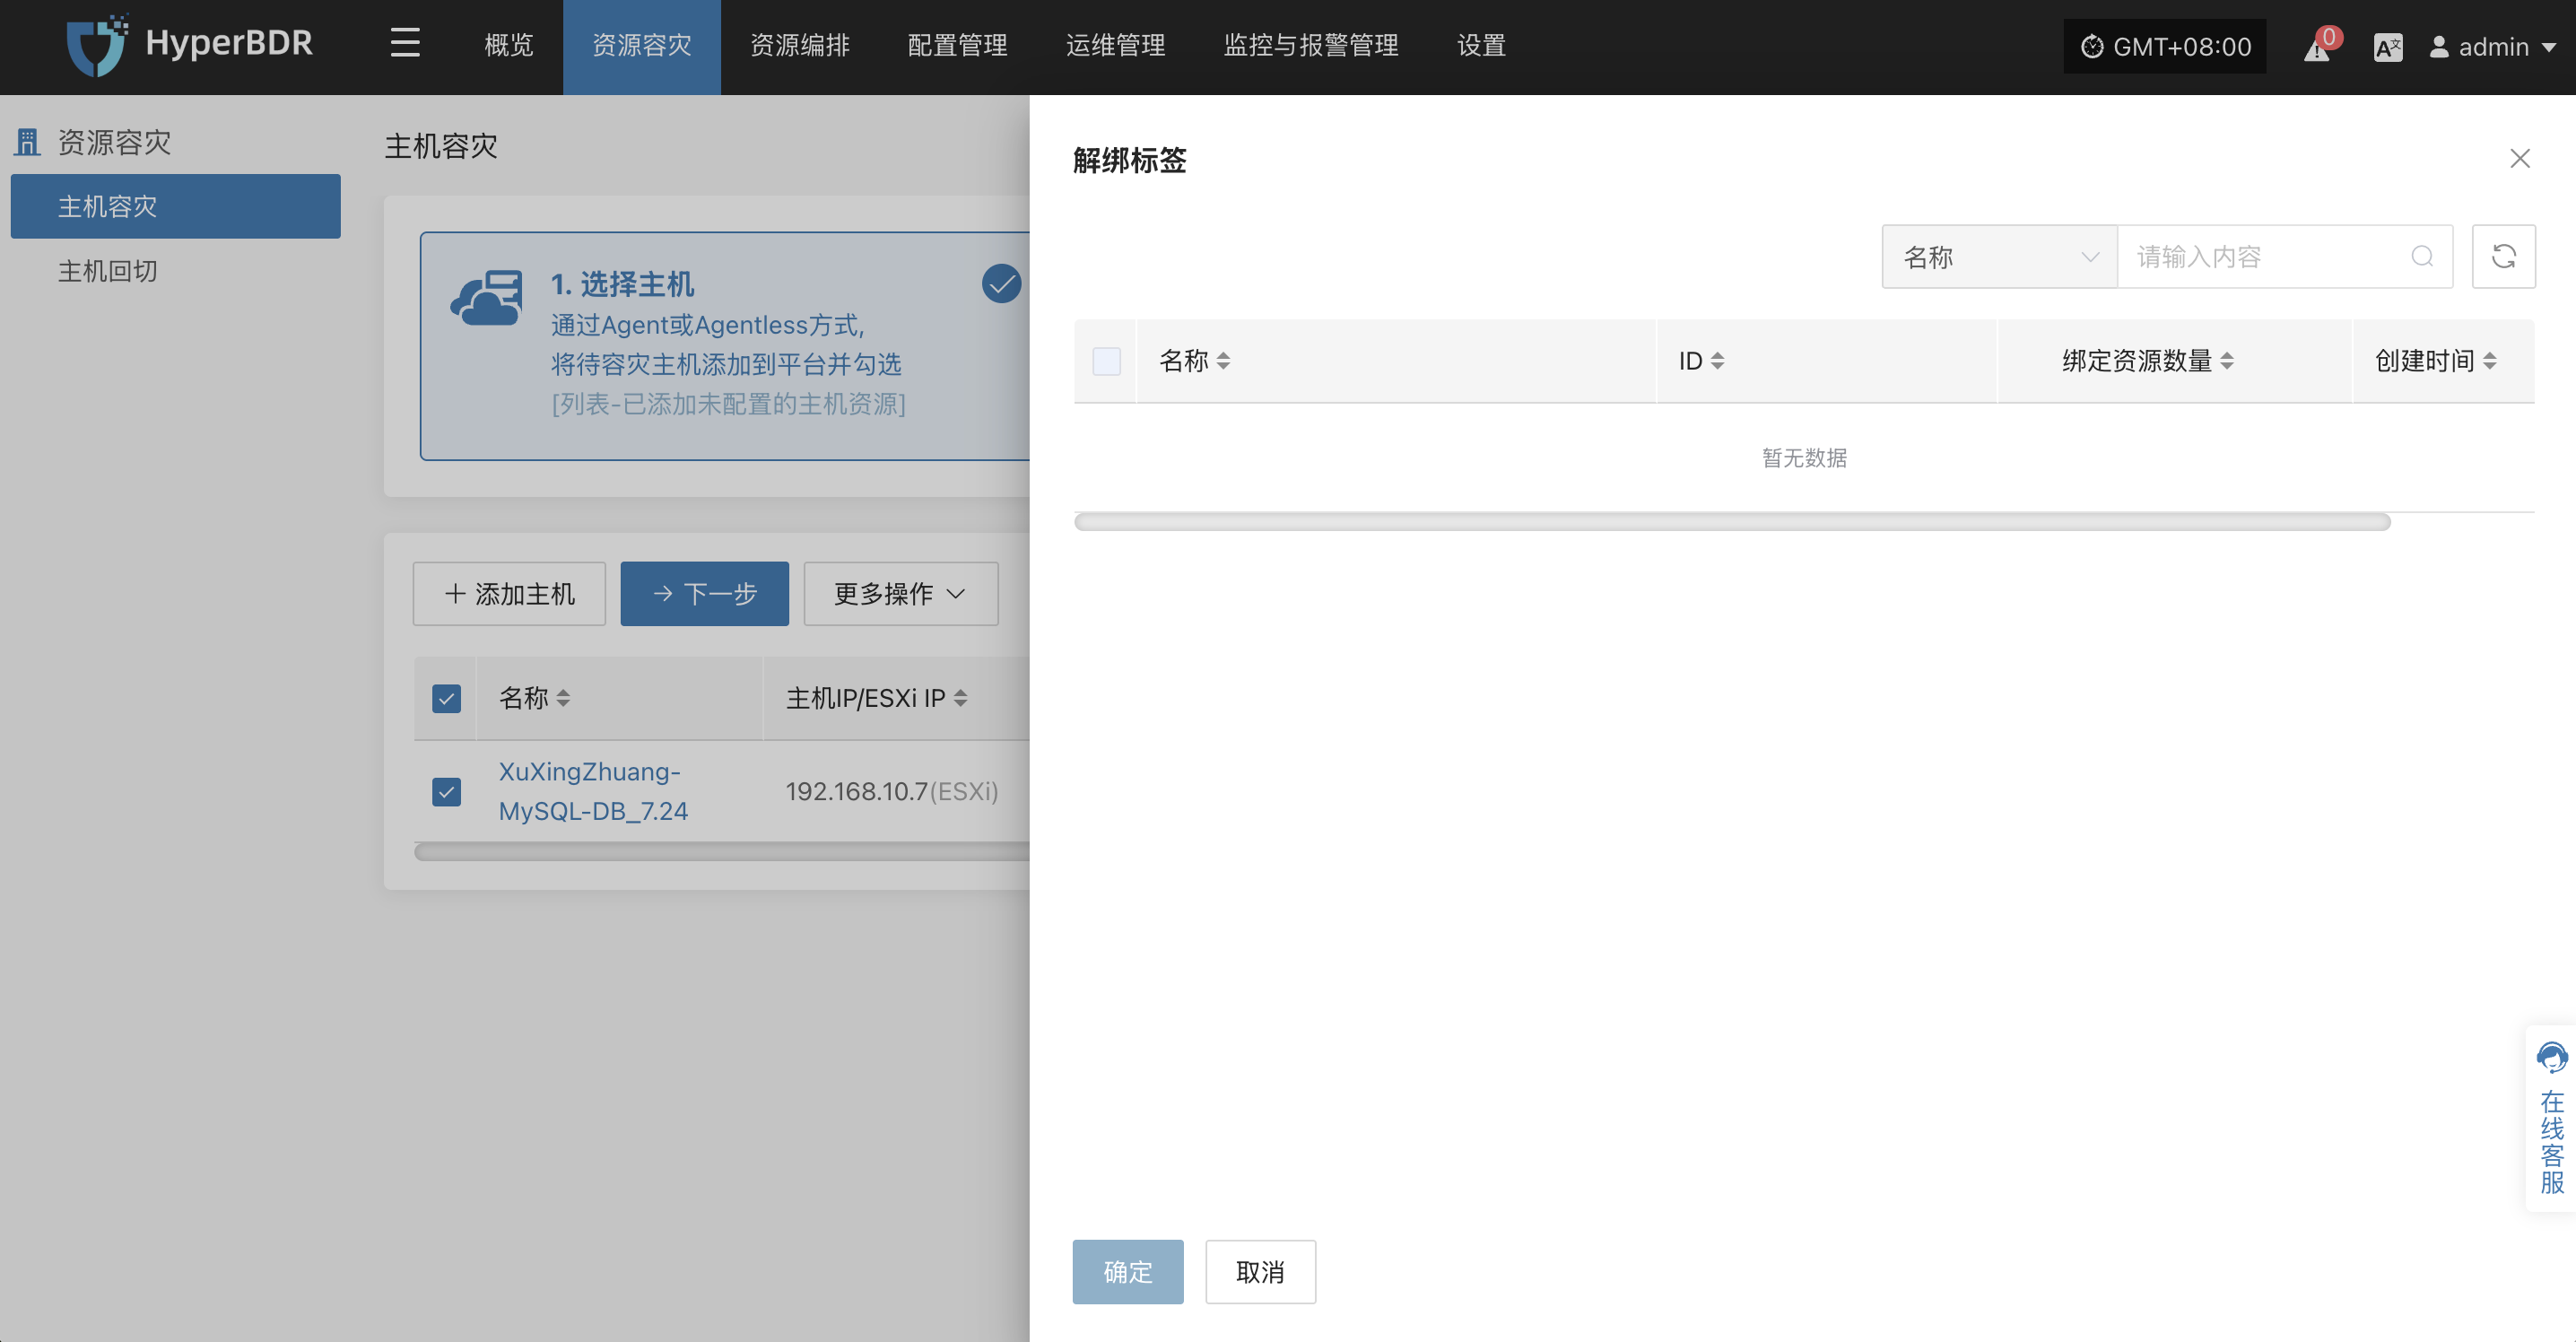 HyperBDR
概览
资源容灾
资源编排
配置管理
运维管理
监控与报警管理
设置
GMT+08:00
0
admin
资源容灾
主机容灾
主机回切
主机容灾
1. 选择主机
通过Agent或Agentless方式,
将待容灾主机添加到平台并勾选
[列表-已添加未配置的主机资源]
添加主机
下一步
更多操作
名称
主机IP/ESXi IP
XuXingZhuang-
MySQL-DB_7.24
192.168.10.7(ESXi)
解绑标签
名称
请输入内容
名称
ID
绑定资源数量
创建时间
暂无数据
确定
取消
在线客服